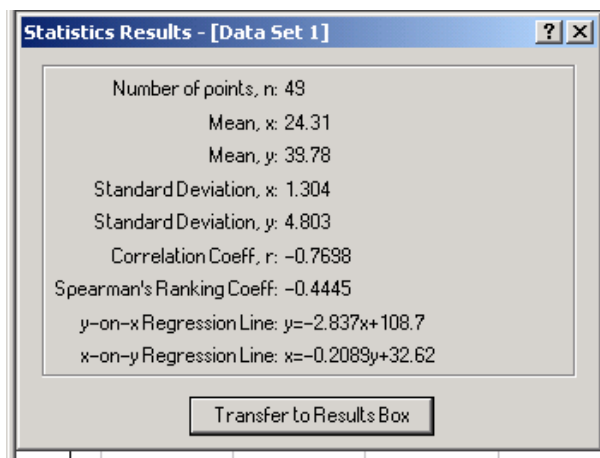 Statistics Results - [Data Set 1]
Number of points, n: 49
Mean, x: 24.31
Mean, y: 39.78
Standard Deviation, x: 1.304
Standard Deviation, y: 4.803
Correlation Coeff, r: -0.7698
Spearman's Ranking Coeff: -0.4445
y-on-x Regression Line: y=-2.837x+108.7
x-on-y Regression Line: x=-0.2089y+32.62
Transfer to Results Box